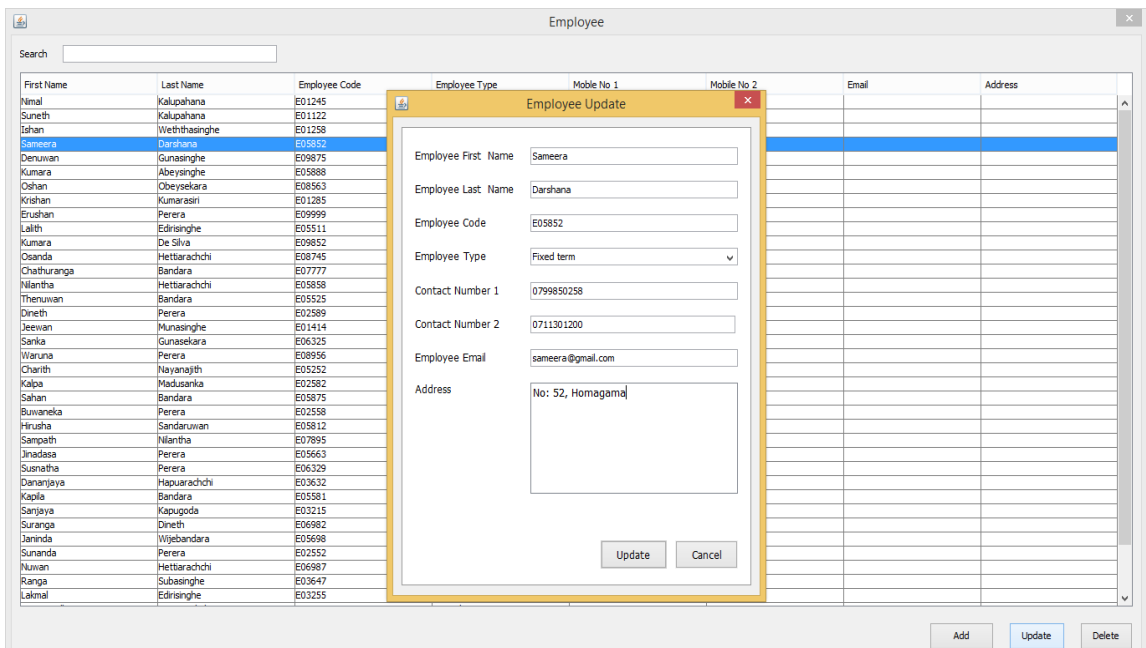 Employee
Search
First Name Last Name Employee Code Employee Type Moble No 1 Mobile No 2 Email Address
Nimal Kalupahana E01245
Suneth Kalupahana E01122
Ishan Weththasinghe E01258
Sameera Darshana E05852
Denuwan Gunasinghe E09875
Kumara Abeysinghe E05888
Oshan Obeysekara E08563
Krishan Kumarasiri E01285
Erushan Perera E09999
Lalith Edirisinghe E05511
Kumara De Silva E09852
Osanda Hettiarachchi E08745
Chathuranga Bandara E07777
Nilantha Hettiarachchi E05858
Thenuwan Bandara E05525
Dineth Perera E02589
Jeewan Munasinghe E01414
Sanka Gunasekara E06325
Waruna Perera E08956
Charith Nayanajith E05252
Kalpa Madusanka E02582
Sahan Bandara E05875
Buwaneka Perera E02558
Hirusha Sandaruwan E05812
Sampath Nilantha E07895
Jinadasa Perera E05663
Susnatha Perera E06329
Dananjaya Hapuarachchi E03632
Kapila Bandara E05581
Sanjaya Kapugoda E03215
Suranga Dineth E06982
Janinda Wijebandara E05698
Sunanda Perera E02552
Nuwan Hettiarachchi E06987
Ranga Subasinghe E03647
Lakmal Edirisinghe E03255
Employee Update
Employee First Name Sameera
Employee Last Name Darshana
Employee Code E05852
Employee Type Fixed term
Contact Number 1 0799850258
Contact Number 2 0711301200
Employee Email sameera@gmail.com
Address No: 52, Homagama
Update Cancel
Add Update Delete